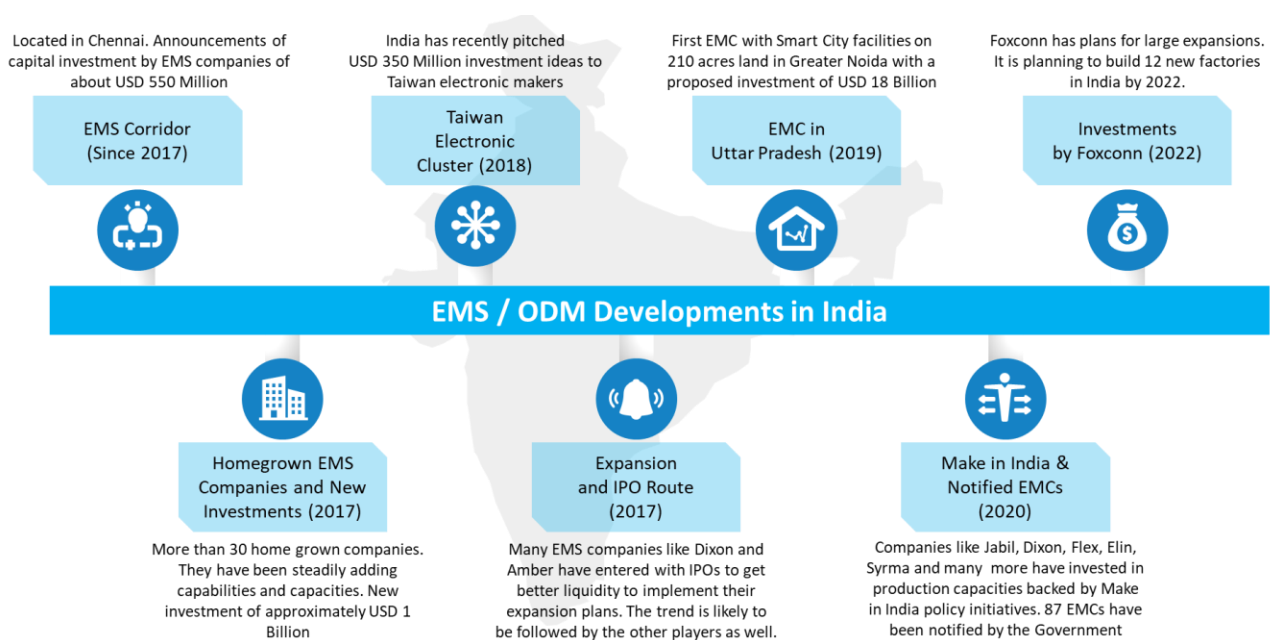 Located in Chennai. Announcements of
capital investment by EMS companies of
about USD 550 Million
EMS Corridor
(Since 2017)
India has recently pitched
USD 350 Million investment ideas to
Taiwan electronic makers
Taiwan
Electronic
Cluster (2018)
First EMC with Smart City facilities on
210 acres land in Greater Noida with a
proposed investment of USD 18 Billion
EMC in
Uttar Pradesh (2019)
Foxconn has plans for large expansions.
It is planning to build 12 new factories
in India by 2022.
Investments
by Foxconn (2022)
$
EMS / ODM Developments in India
Homegrown EMS
Companies and New
Investments (2017)
More than 30 home grown companies.
They have been steadily adding
capabilities and capacities. New
investment of approximately USD 1
Billion
Expansion
and IPO Route
(2017)
Many EMS companies like Dixon and
Amber have entered with IPOs to get
better liquidity to implement their
expansion plans. The trend is likely to
be followed by the other players as well.
Make in India &
Notified EMCs
(2020)
Companies like Jabil, Dixon, Flex, Elin,
Syrma and many more have invested in
production capacities backed by Make
in India policy initiatives. 87 EMCs have
been notified by the Government